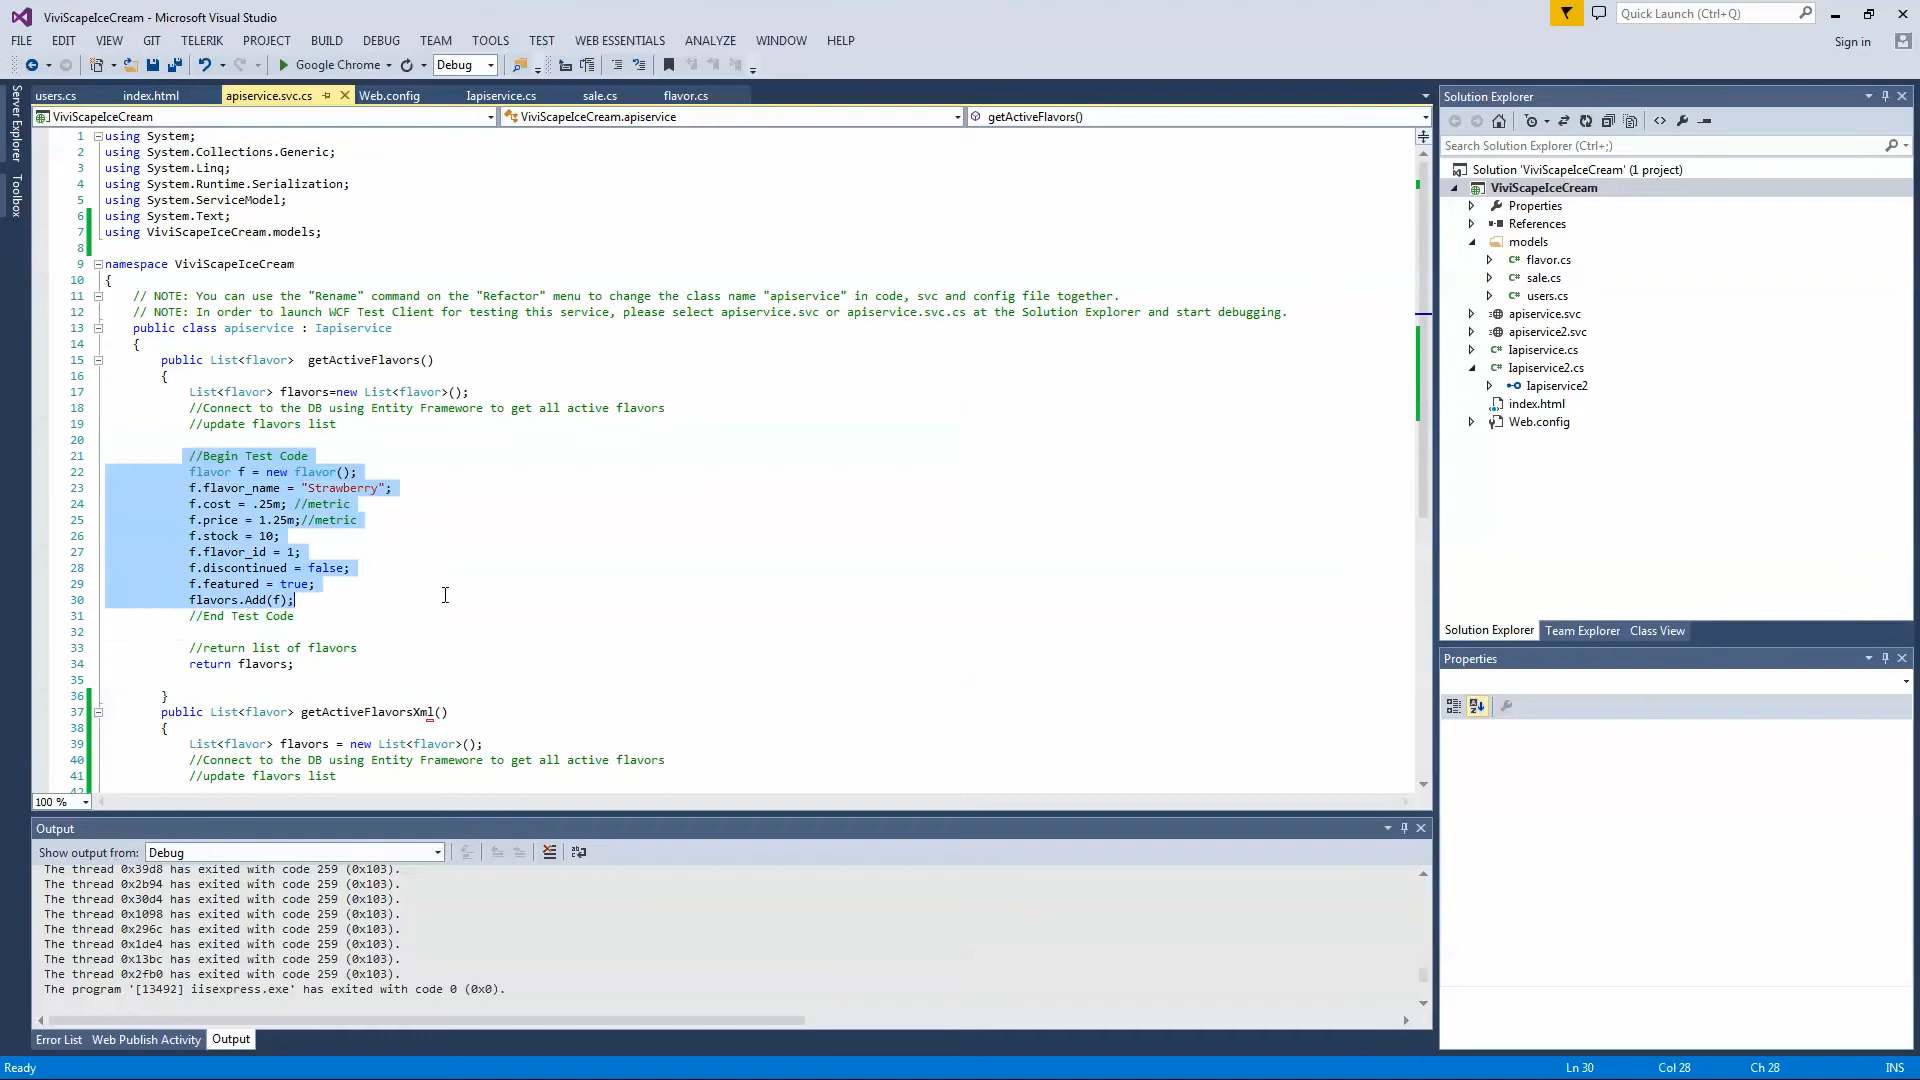 ViviScapeIceCream - Microsoft Visual Studio
Quick Launch (Ctrl+Q)
FILE EDIT VIEW GIT TELERIK PROJECT BUILD DEBUG TEAM TOOLS TEST WEB ESSENTIALS ANALYZE WINDOW HELP
Sign in
Google Chrome Debug
Server Explorer
Toolbox
users.cs index.html apiservice.svc.cs Web.config Iapiservice.cs sale.cs flavor.cs
ViviScapeIceCream ViviScapeIceCream.apiservice getActiveFlavors()
1 using System;
2 using System.Collections.Generic;
3 using System.Linq;
4 using System.Runtime.Serialization;
5 using System.ServiceModel;
6 using System.Text;
7 using ViviScapeIceCream.models;
8
9 namespace ViviScapeIceCream
10 {
11 // NOTE: You can use the "Rename" command on the "Refactor" menu to change the class name "apiservice" in code, svc and config file together.
12 // NOTE: In order to launch WCF Test Client for testing this service, please select apiservice.svc or apiservice.svc.cs at the Solution Explorer and start debugging.
13 public class apiservice : Iapiservice
14 {
15 public List<flavor>  getActiveFlavors()
16 {
17 List<flavor> flavors=new List<flavor>();
18 //Connect to the DB using Entity Framewore to get all active flavors
19 //update flavors list
20
21 //Begin Test Code
22 flavor f = new flavor();
23 f.flavor_name = "Strawberry";
24 f.cost = .25m; //metric
25 f.price = 1.25m;//metric
26 f.stock = 10;
27 f.flavor_id = 1;
28 f.discontinued = false;
29 f.featured = true;
30 flavors.Add(f);
31 //End Test Code
32
33 //return list of flavors
34 return flavors;
35
36 }
37 public List<flavor> getActiveFlavorsXml()
38 {
39 List<flavor> flavors = new List<flavor>();
40 //Connect to the DB using Entity Framewore to get all active flavors
41 //update flavors list
42
100 %
Output
Show output from: Debug
The thread 0x39d8 has exited with code 259 (0x103).
The thread 0x2b94 has exited with code 259 (0x103).
The thread 0x30d4 has exited with code 259 (0x103).
The thread 0x1098 has exited with code 259 (0x103).
The thread 0x296c has exited with code 259 (0x103).
The thread 0x1de4 has exited with code 259 (0x103).
The thread 0x13bc has exited with code 259 (0x103).
The thread 0x2fb0 has exited with code 259 (0x103).
The program '[13492] iisexpress.exe' has exited with code 0 (0x0).
Error List Web Publish Activity Output
Solution Explorer
Search Solution Explorer (Ctrl+;)
Solution 'ViviScapeIceCream' (1 project)
ViviScapeIceCream
Properties
References
models
flavor.cs
sale.cs
users.cs
apiservice.svc
apiservice2.svc
Iapiservice.cs
Iapiservice2.cs
Iapiservice2
index.html
Web.config
Solution Explorer Team Explorer Class View
Properties
Ready Ln 30 Col 28 Ch 28 INS